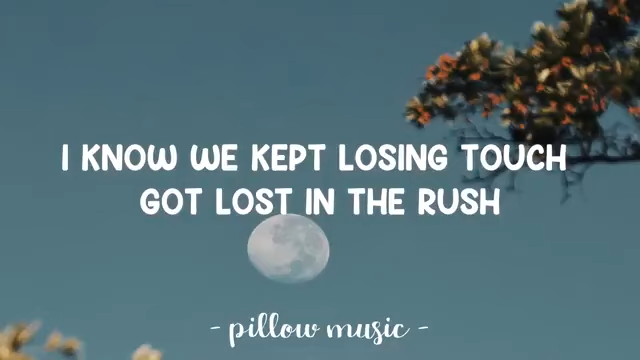 I KNOW WE KEPT LOSING TOUCH
GOT LOST IN THE RUSH
- pillow music -